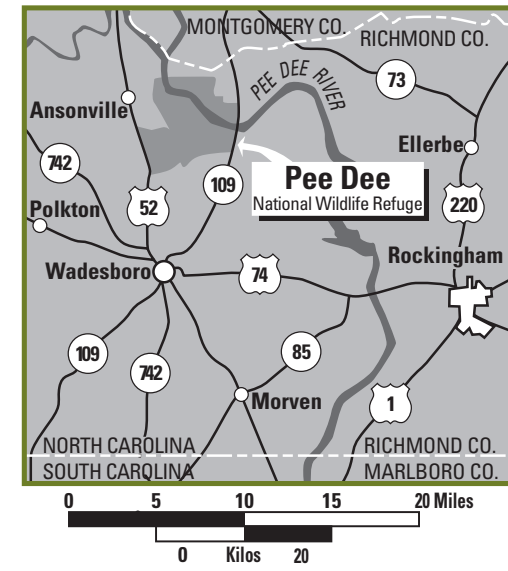 MONTGOMERY CO.
RICHMOND CO.
PEE DEE RIVER
73
Ansonville
Ellerbe
742
109
Pee Dee
National Wildlife Refuge
52
220
Polkton
Rockingham
Wadesboro
74
109
742
85
Morven
1
NORTH CAROLINA
RICHMOND CO.
SOUTH CAROLINA
MARLBORO CO.
0 5 10 15 20 Miles
0 Kilos 20